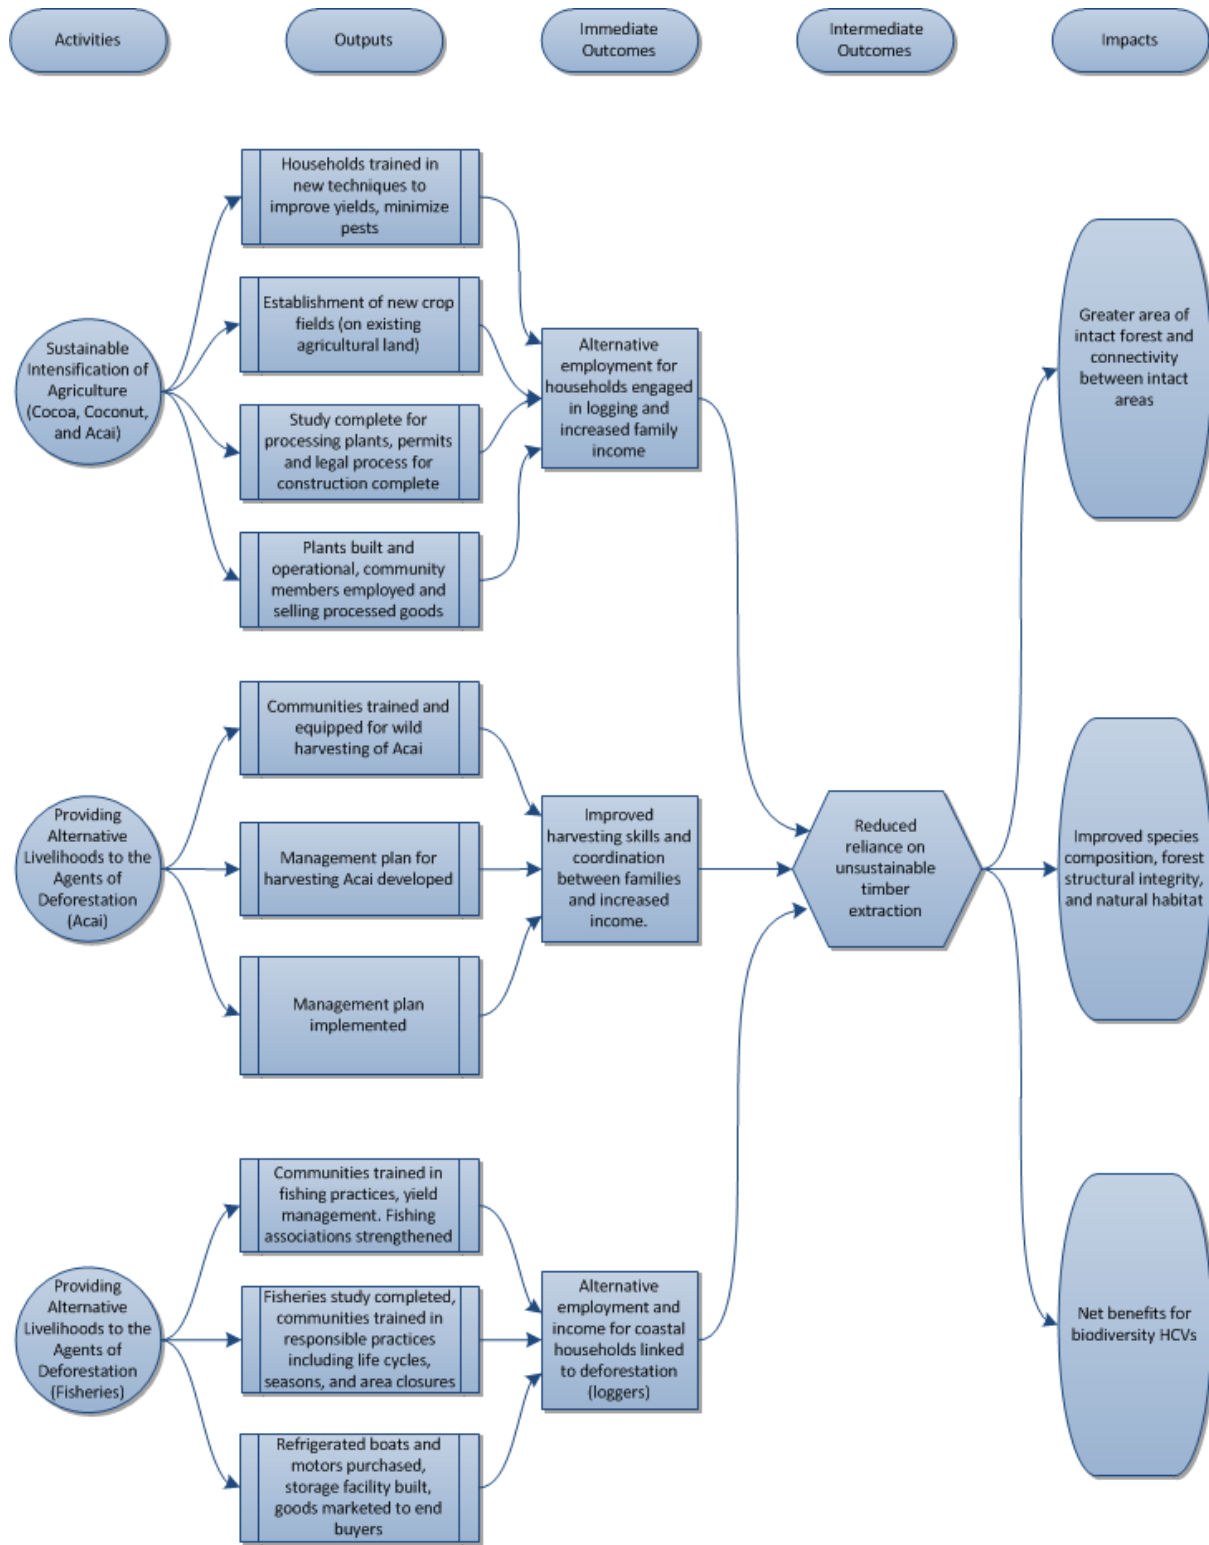 Activities
Outputs
Immediate
Outcomes
Intermediate
Outcomes
Impacts
Sustainable
Intensification of
Agriculture
(Cocoa, Coconut,
and Acai)
Households trained in
new techniques to
improve yields, minimize
pests
Establishment of new crop
fields (on existing
agricultural land)
Study complete for
processing plants, permits
and legal process for
construction complete
Plants built and
operational, community
members employed and
selling processed goods
Alternative
employment for
households engaged
in logging and
increased family
income
Providing
Alternative
Livelihoods to the
Agents of
Deforestation
(Acai)
Communities trained and
equipped for wild
harvesting of Acai
Management plan for
harvesting Acai developed
Management plan
implemented
Improved
harvesting skills and
coordination
between families
and increased
income.
Providing
Alternative
Livelihoods to the
Agents of
Deforestation
(Fisheries)
Communities trained in
fishing practices, yield
management. Fishing
associations strengthened
Fisheries study completed,
communities trained in
responsible practices
including life cycles,
seasons, and area closures
Refrigerated boats and
motors purchased,
storage facility built,
goods marketed to end
buyers
Alternative
employment and
income for coastal
households linked
to deforestation
(loggers)
Reduced
reliance on
unsustainable
timber
extraction
Greater area of
intact forest and
connectivity
between intact
areas
Improved species
composition, forest
structural integrity,
and natural habitat
Net benefits for
biodiversity HCVs